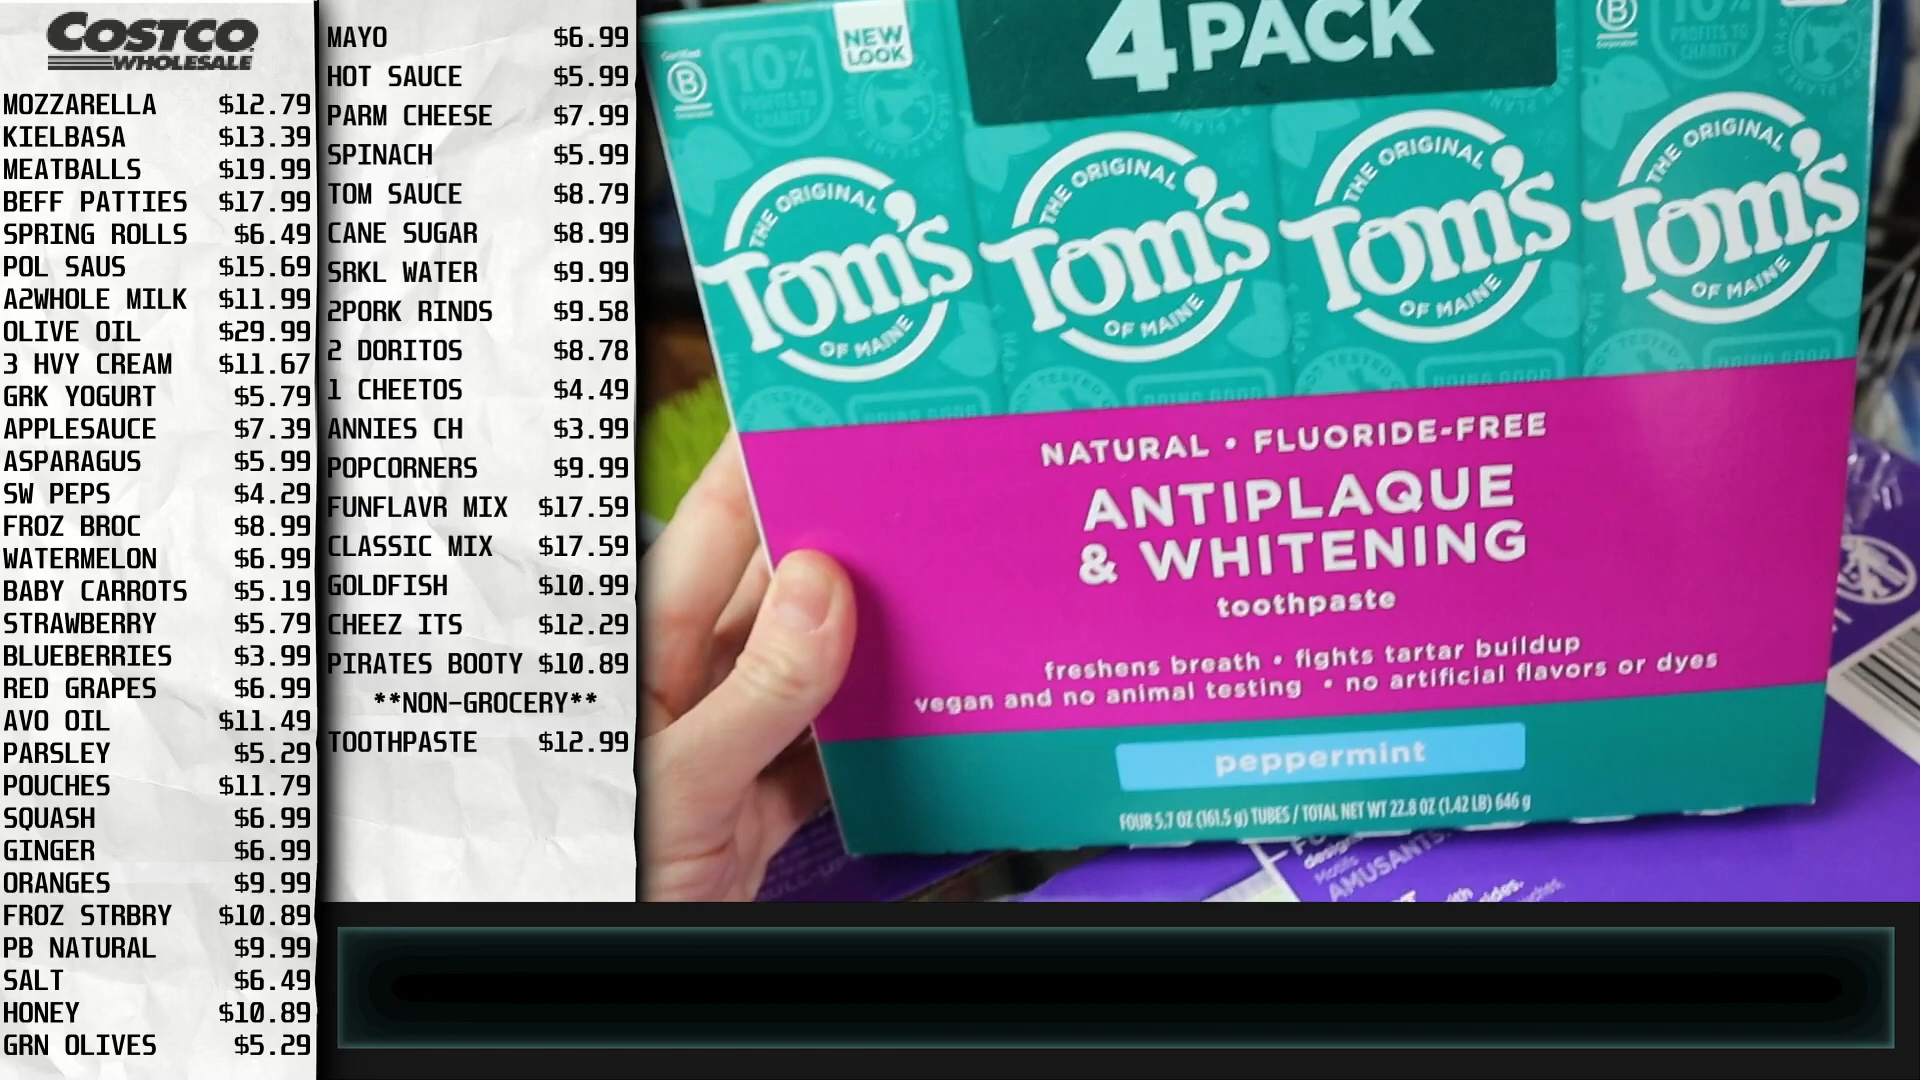 COSTCO
WHOLESALE
MOZZARELLA $12.79
KIELBASA $13.39
MEATBALLS $19.99
BEFF PATTIES $17.99
SPRING ROLLS $6.49
POL SAUS $15.69
A2WHOLE MILK $11.99
OLIVE OIL $29.99
3 HVY CREAM $11.67
GRK YOGURT $5.79
APPLESAUCE $7.39
ASPARAGUS $5.99
SW PEPS $4.29
FROZ BROC $8.99
WATERMELON $6.99
BABY CARROTS $5.19
STRAWBERRY $5.79
BLUEBERRIES $3.99
RED GRAPES $6.99
AVO OIL $11.49
PARSLEY $5.29
POUCHES $11.79
SQUASH $6.99
GINGER $6.99
ORANGES $9.99
FROZ STRBRY $10.89
PB NATURAL $9.99
SALT $6.49
HONEY $10.89
GRN OLIVES $5.29
MAYO $6.99
HOT SAUCE $5.99
PARM CHEESE $7.99
SPINACH $5.99
TOM SAUCE $8.79
CANE SUGAR $8.99
SRKL WATER $9.99
2PORK RINDS $9.58
2 DORITOS $8.78
1 CHEETOS $4.49
ANNIES CH $3.99
POPCORNERS $9.99
FUNFLAVR MIX $17.59
CLASSIC MIX $17.59
GOLDFISH $10.99
CHEEZ ITS $12.29
PIRATES BOOTY $10.89
**NON-GROCERY**
TOOTHPASTE $12.99
4 PACK
NEW
LOOK
Certified
B
Corporation
10%
PROFITS TO
CHARITY
THE ORIGINAL
Tom's
OF MAINE
THE ORIGINAL
Tom's
OF MAINE
THE ORIGINAL
Tom's
OF MAINE
THE ORIGINAL
Tom's
OF MAINE
NATURAL • FLUORIDE-FREE
ANTIPLAQUE
& WHITENING
toothpaste
freshens breath • fights tartar buildup
vegan and no animal testing • no artificial flavors or dyes
peppermint
FOUR 5.7 OZ (161.5 g) TUBES / TOTAL NET WT 22.8 OZ (1.42 LB) 646 g